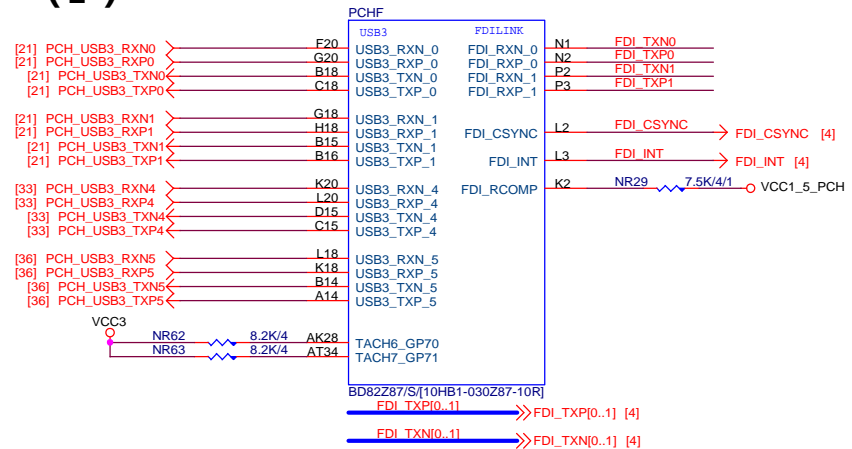 PCHF
USB3 FDILINK
[21] PCH_USB3_RXN0 F20 USB3_RXN_0 FDI_RXN_0 N1 FDI_TXN0
[21] PCH_USB3_RXP0 G20 USB3_RXP_0 FDI_RXP_0 N2 FDI_TXP0
[21] PCH_USB3_TXN0 B18 USB3_TXN_0 FDI_RXN_1 P2 FDI_TXN1
[21] PCH_USB3_TXP0 C18 USB3_TXP_0 FDI_RXP_1 P3 FDI_TXP1
[21] PCH_USB3_RXN1 G18 USB3_RXN_1
[21] PCH_USB3_RXP1 H18 USB3_RXP_1 FDI_CSYNC L2 FDI_CSYNC FDI_CSYNC [4]
[21] PCH_USB3_TXN1 B15 USB3_TXN_1
[21] PCH_USB3_TXP1 B16 USB3_TXP_1 FDI_INT L3 FDI_INT FDI_INT [4]
[33] PCH_USB3_RXN4 K20 USB3_RXN_4 FDI_RCOMP K2 NR29 7.5K/4/1 VCC1_5_PCH
[33] PCH_USB3_RXP4 L20 USB3_RXP_4
[33] PCH_USB3_TXN4 D15 USB3_TXN_4
[33] PCH_USB3_TXP4 C15 USB3_TXP_4
[36] PCH_USB3_RXN5 L18 USB3_RXN_5
[36] PCH_USB3_RXP5 K18 USB3_RXP_5
[36] PCH_USB3_TXN5 B14 USB3_TXN_5
[36] PCH_USB3_TXP5 A14 USB3_TXP_5
VCC3
NR62 8.2K/4 AK28 TACH6_GP70
NR63 8.2K/4 AT34 TACH7_GP71
BD82Z87/S/[10HB1-030Z87-10R]
FDI_TXP[0..1] FDI_TXP[0..1] [4]
FDI_TXN[0..1] FDI_TXN[0..1] [4]